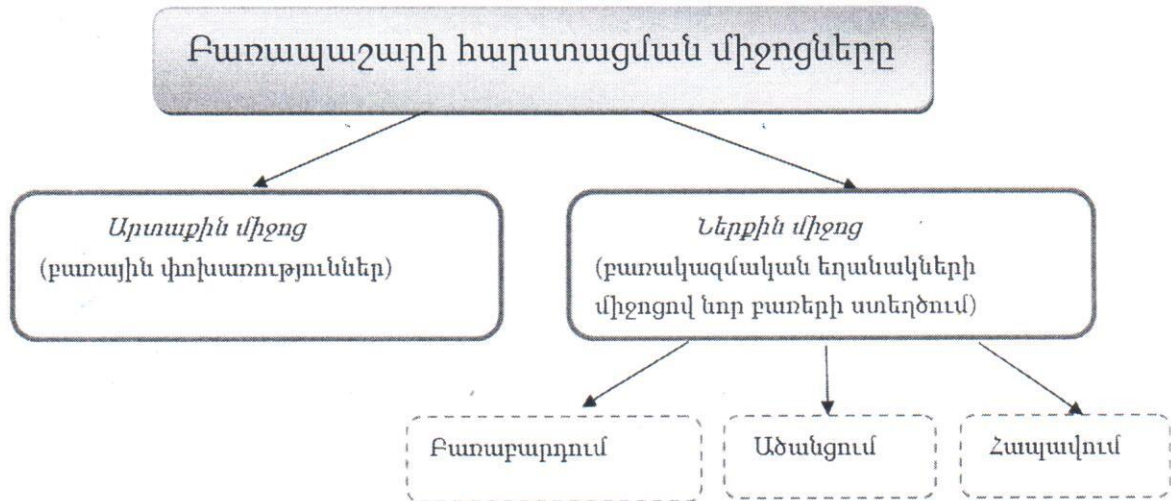 Բառապաշարի հարստացման միջոցները
Արտաքին միջոց
(բառային փոխառություններ)
Ներքին միջոց
(բառակազմական եղանակների
միջոցով նոր բառերի ստեղծում)
Բառաբարդում
Ածանցում
Հապավում